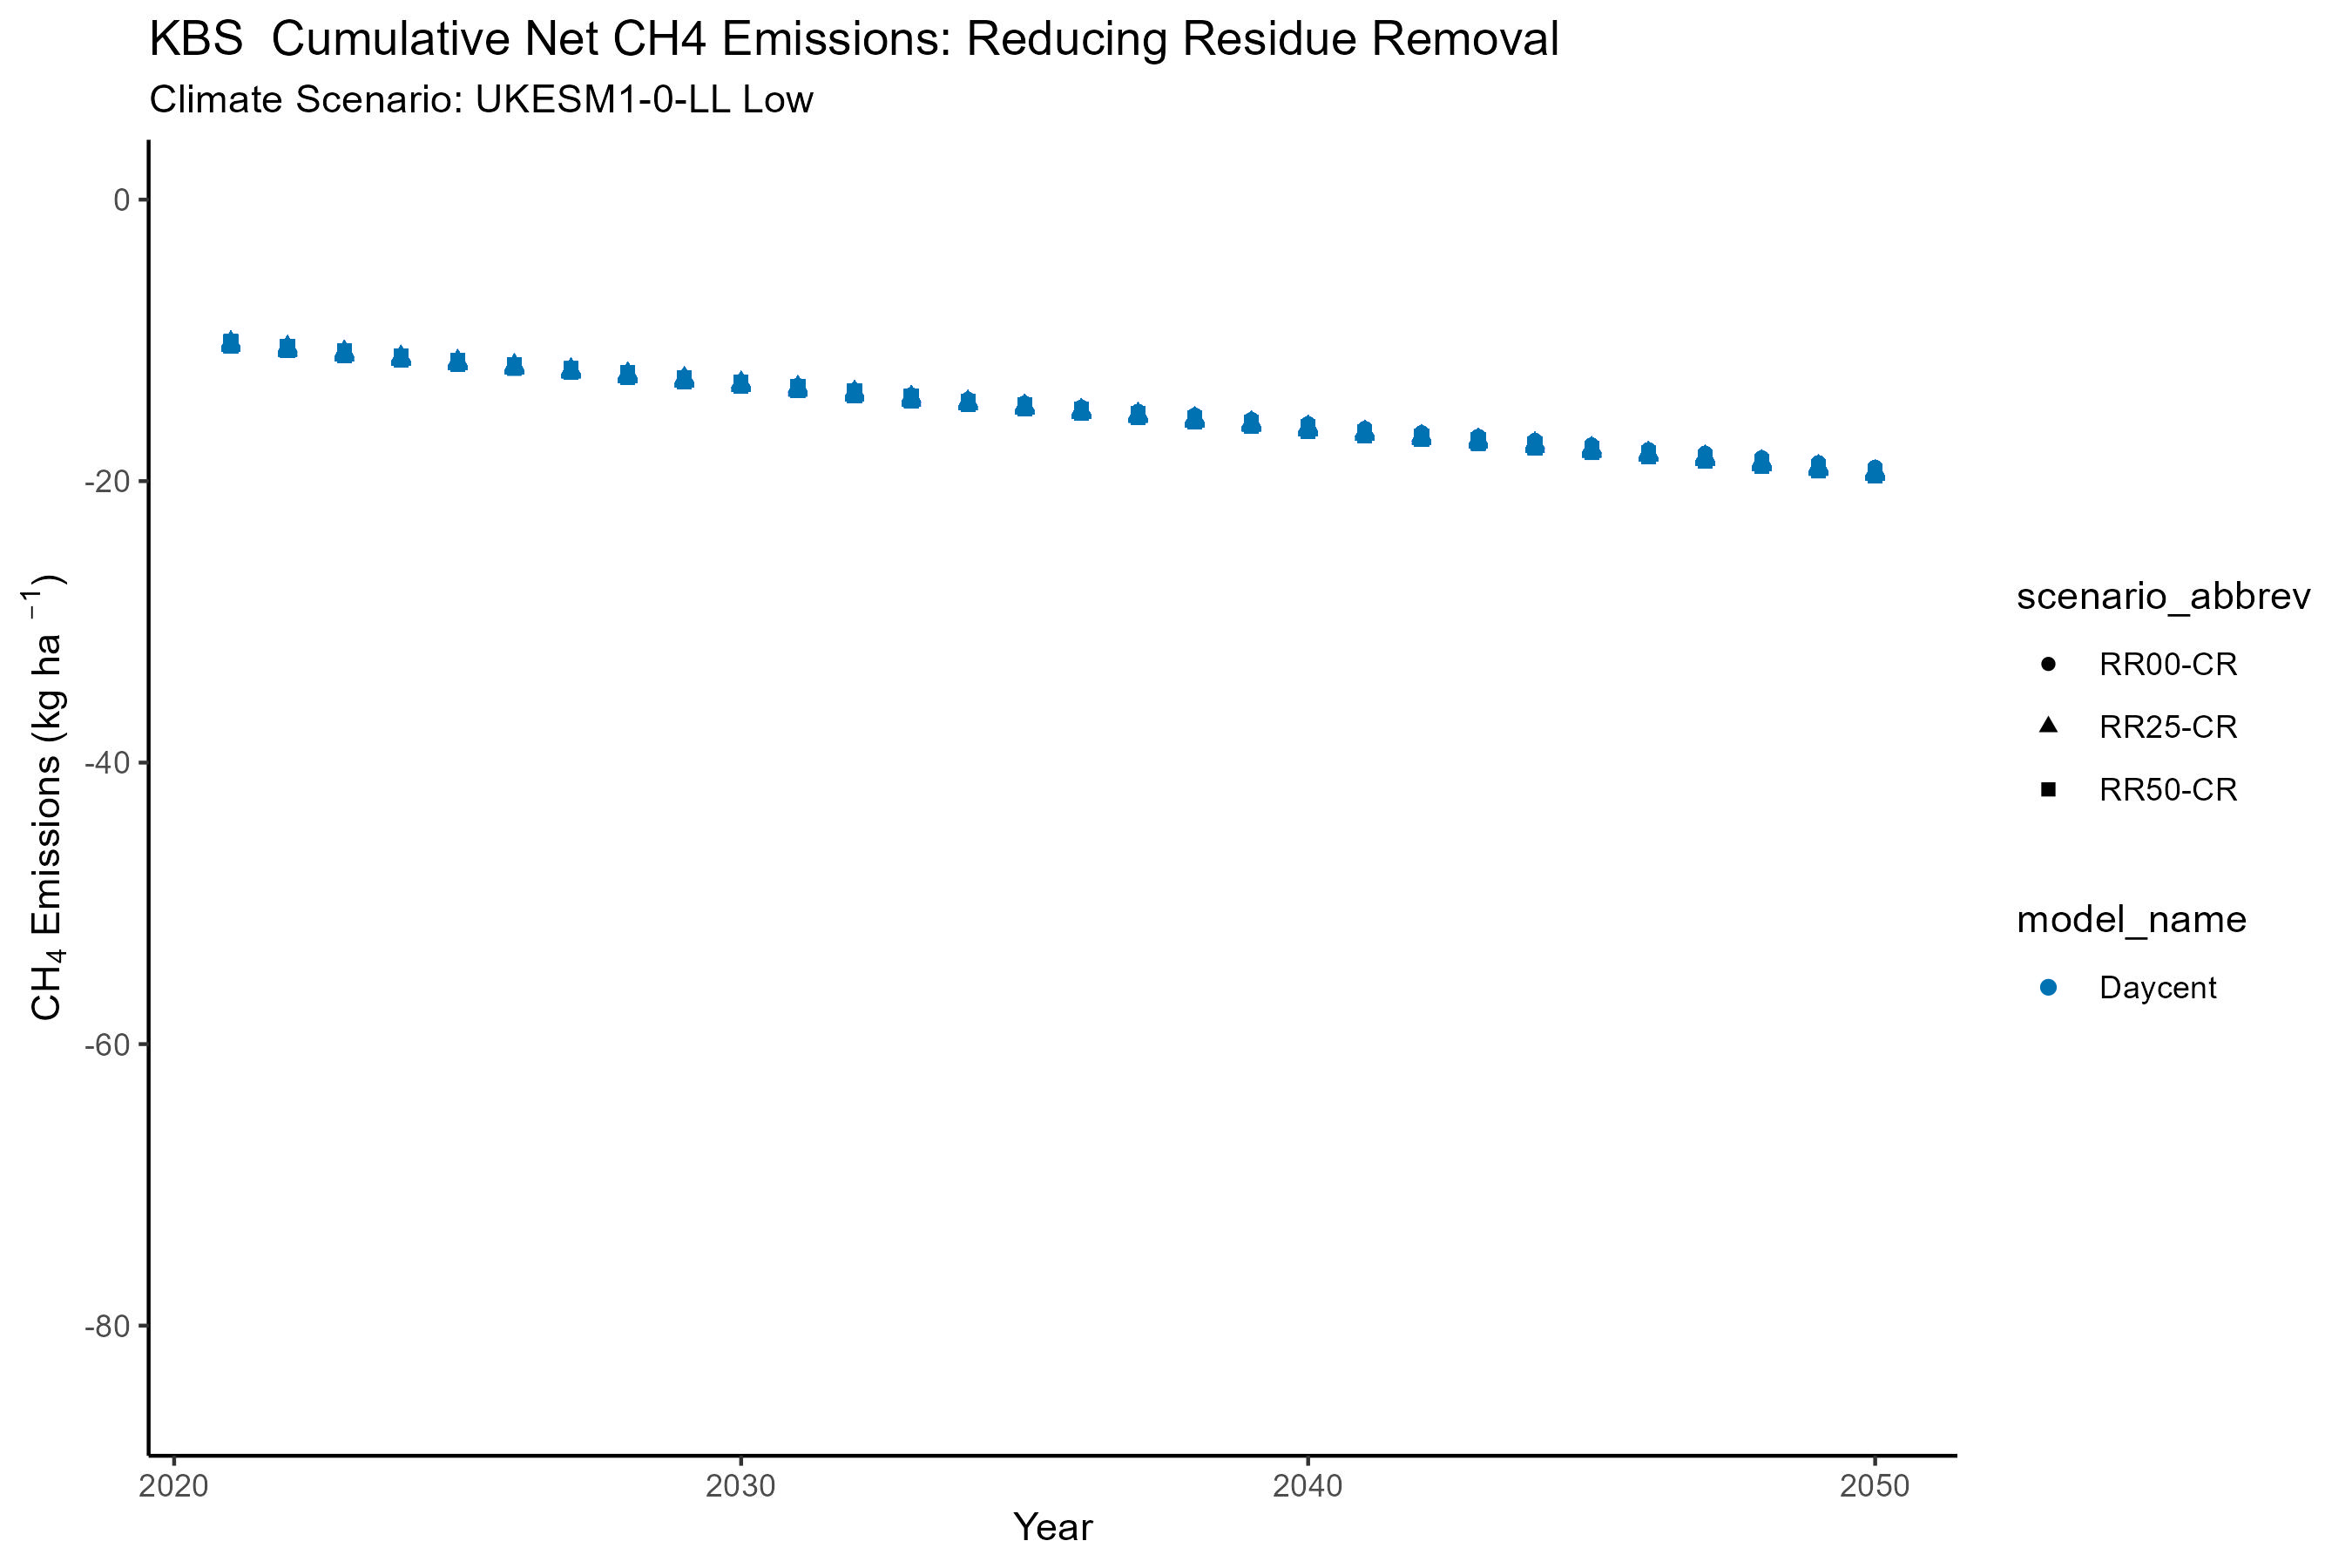 KBS  Cumulative Net CH4 Emissions: Reducing Residue Removal
Climate Scenario: UKESM1-0-LL Low
0
-20
-40
-60
-80
CH₄ Emissions (kg ha ⁻¹)
2020 2030 2040 2050
Year
scenario_abbrev
RR00-CR
RR25-CR
RR50-CR
model_name
Daycent